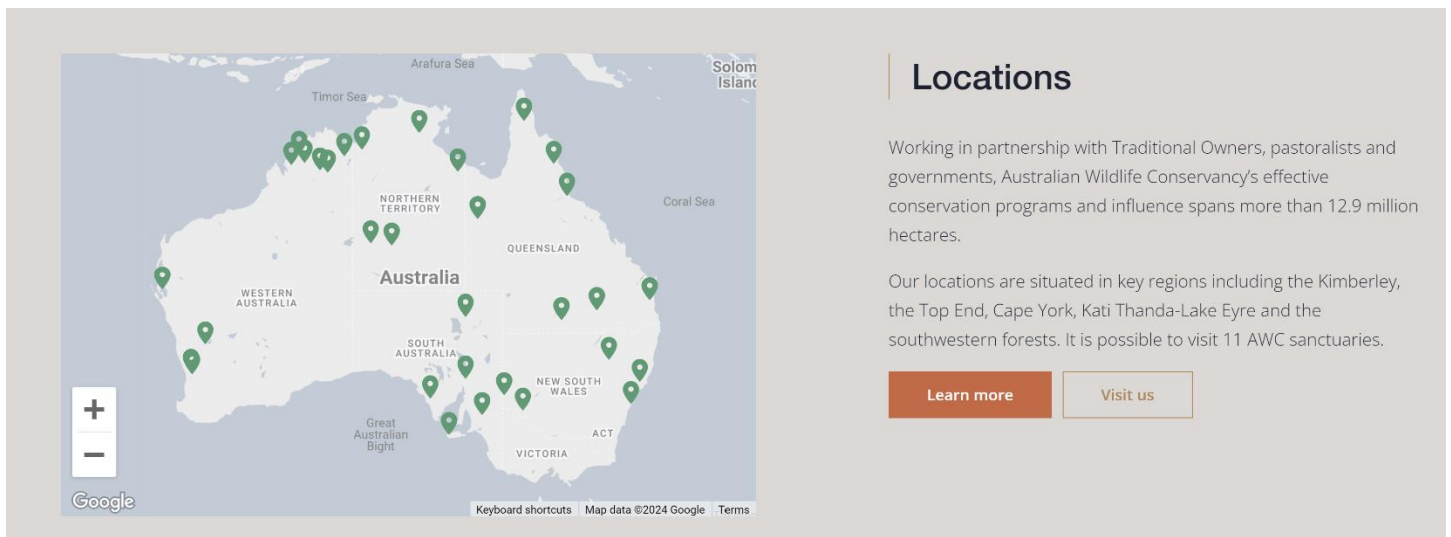 Arafura Sea
Solom
Islanc
Timor Sea
NORTHERN
TERRITORY
Coral Sea
QUEENSLAND
Australia
WESTERN
AUSTRALIA
SOUTH
AUSTRALIA
NEW SOUTH
WALES
Great
Australian
Bight
ACT
VICTORIA
+
−
Google
Keyboard shortcuts
Map data ©2024 Google
Terms
Locations
Working in partnership with Traditional Owners, pastoralists and
governments, Australian Wildlife Conservancy’s effective
conservation programs and influence spans more than 12.9 million
hectares.
Our locations are situated in key regions including the Kimberley,
the Top End, Cape York, Kati Thanda-Lake Eyre and the
southwestern forests. It is possible to visit 11 AWC sanctuaries.
Learn more
Visit us